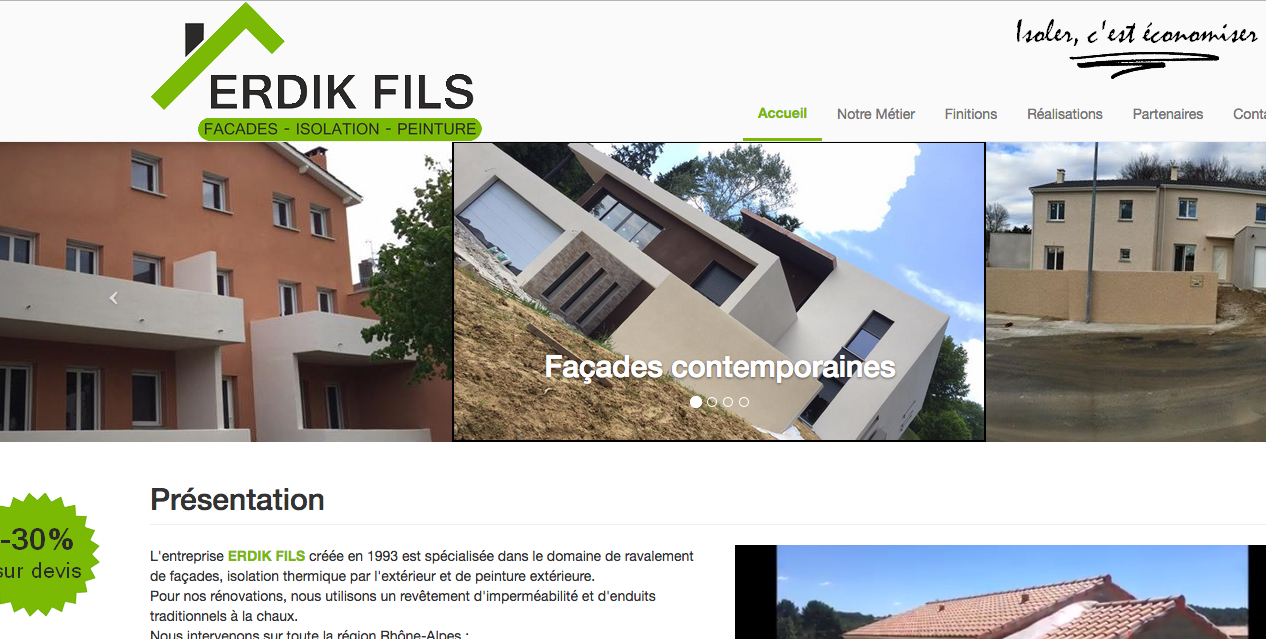 Isoler, c'est économiser
ERDIK FILS
FACADES - ISOLATION - PEINTURE
Accueil Notre Métier Finitions Réalisations Partenaires
Façades contemporaines
Présentation
-30%
sur devis
L'entreprise ERDIK FILS créée en 1993 est spécialisée dans le domaine de ravalement
de façades, isolation thermique par l'extérieur et de peinture extérieure.
Pour nos rénovations, nous utilisons un revêtement d'imperméabilité et d'enduits
traditionnels à la chaux.
Nous intervenons sur toute la région Rhône-Alpes :